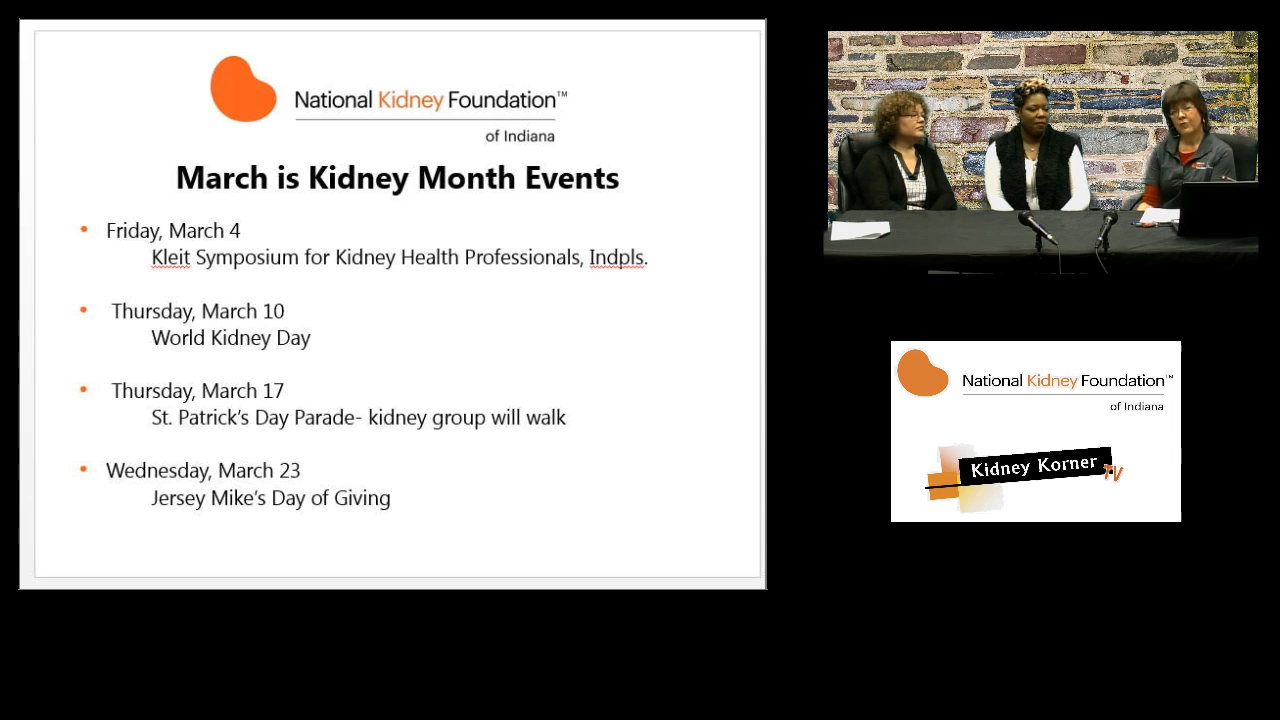 National Kidney Foundation™
of Indiana
March is Kidney Month Events
• Friday, March 4
Kleit Symposium for Kidney Health Professionals, Indpls.
• Thursday, March 10
World Kidney Day
• Thursday, March 17
St. Patrick's Day Parade- kidney group will walk
• Wednesday, March 23
Jersey Mike's Day of Giving
National Kidney Foundation™
of Indiana
Kidney Korner TV